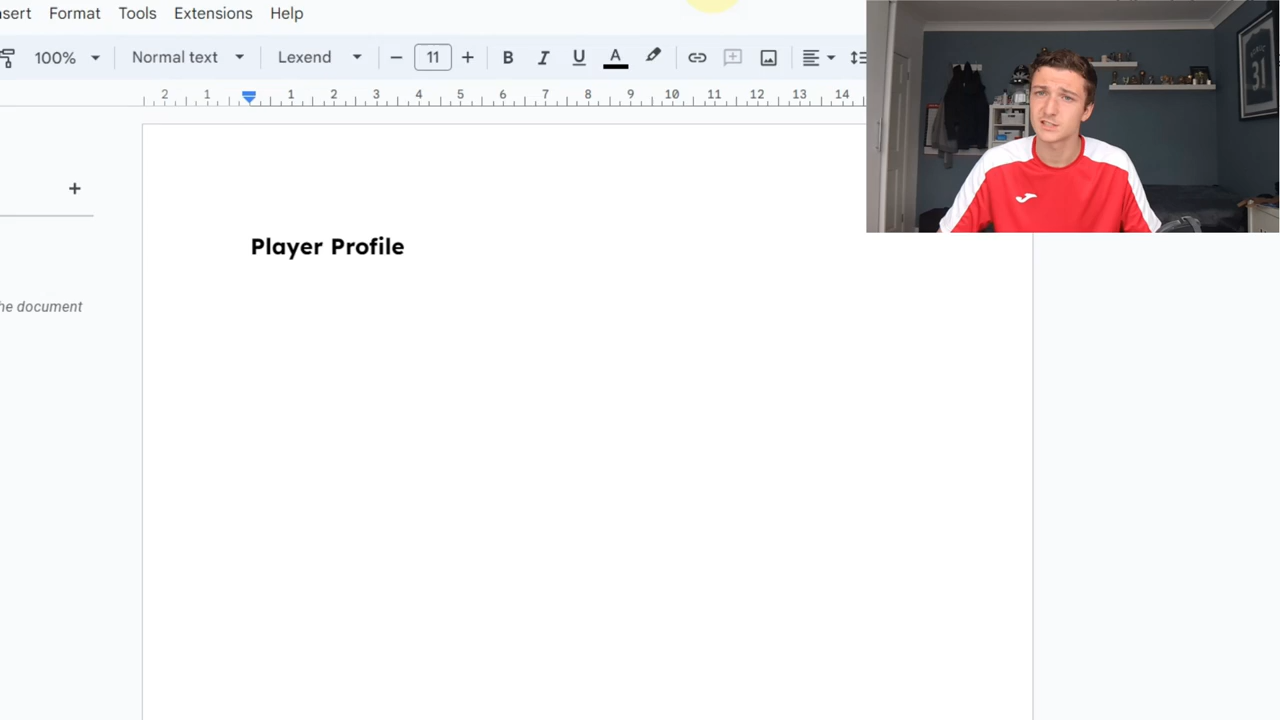 nsert Format Tools Extensions Help
100% Normal text Lexend 11 B I U A
2 1 1 2 3 4 5 6 7 8 9 10 11 12 13 14
31
Player Profile
he document